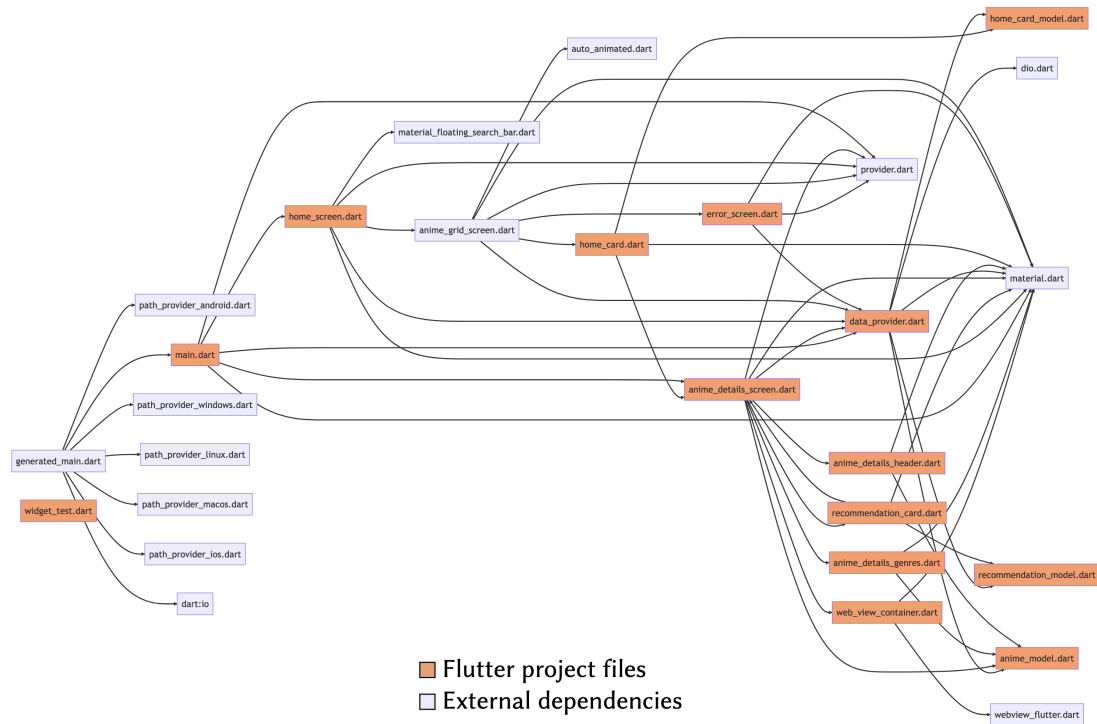 home_card_model.dart
auto_animated.dart
dio.dart
material_floating_search_bar.dart
provider.dart
home_screen.dart
error_screen.dart
anime_grid_screen.dart
home_card.dart
material.dart
path_provider_android.dart
data_provider.dart
main.dart
anime_details_screen.dart
path_provider_windows.dart
path_provider_linux.dart
generated_main.dart
anime_details_header.dart
path_provider_macos.dart
widget_test.dart
recommendation_card.dart
path_provider_ios.dart
anime_details_genres.dart
recommendation_model.dart
dart:io
web_view_container.dart
anime_model.dart
Flutter project files
External dependencies
webview_flutter.dart